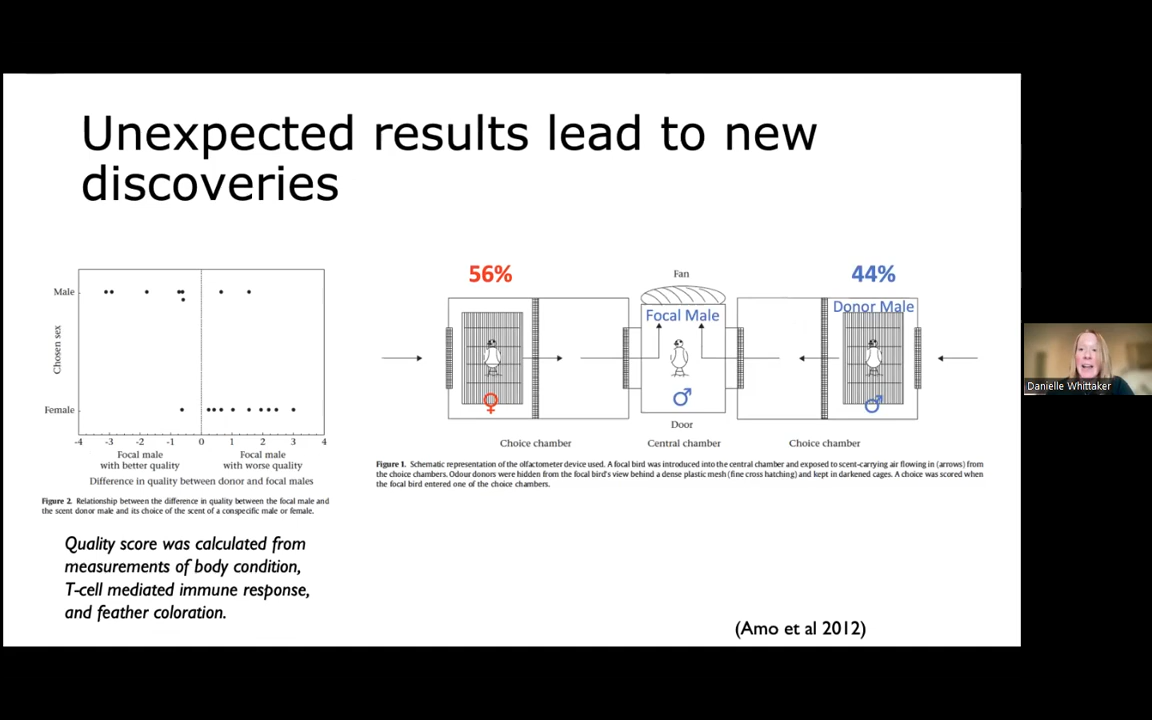 Unexpected results lead to new
discoveries
Male
Female
Chosen sex
-4 -3 -2 -1 0 1 2 3 4
Focal male
with better quality
Focal male
with worse quality
Difference in quality between donor and focal males
Figure 2. Relationship between the difference in quality between the focal male and
the scent donor male and its choice of the scent of a conspecific male or female.
Quality score was calculated from
measurements of body condition,
T-cell mediated immune response,
and feather coloration.
56%
Fan
44%
Focal Male
Donor Male
♀
♂
♂
Door
Choice chamber
Central chamber
Choice chamber
Figure 1. Schematic representation of the olfactometer device used. A focal bird was introduced into the central chamber and exposed to scent-carrying air flowing in (arrows) from
the choice chambers. Odour donors were hidden from the focal bird's view behind a dense plastic mesh (fine cross hatching) and kept in darkened cages. A choice was scored when
the focal bird entered one of the choice chambers.
(Amo et al 2012)
Danielle Whittaker